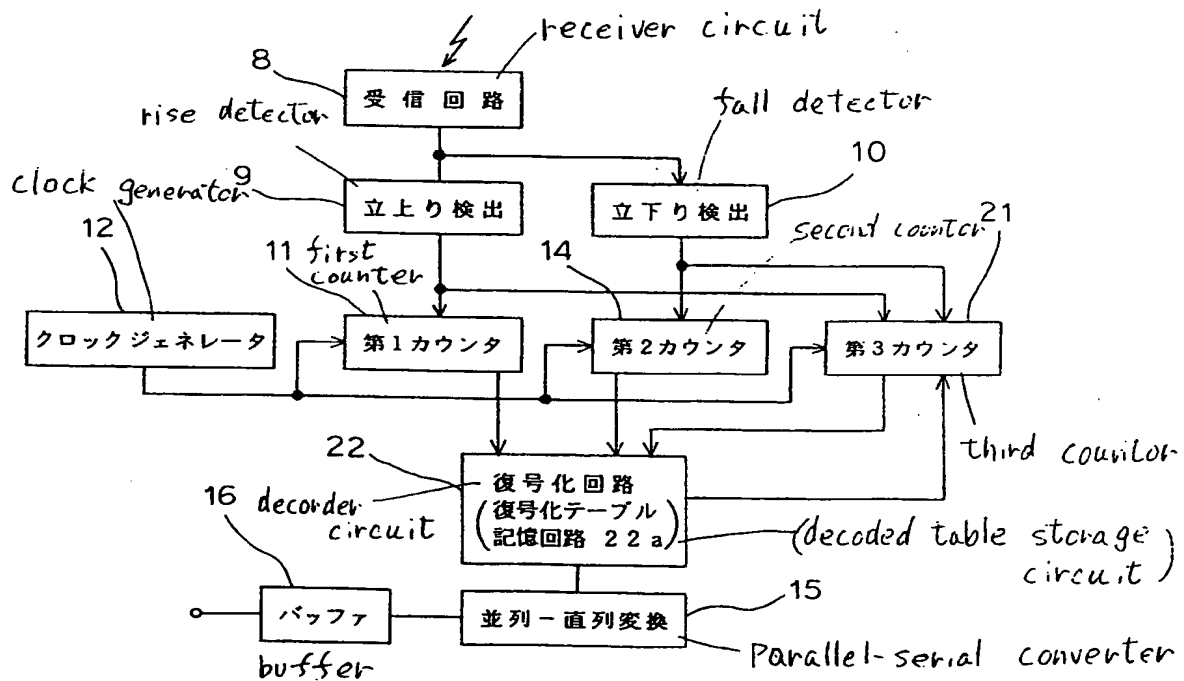 receiver circuit
8
受信回路
rise detector
fall detector
10
9
clock generator
立上り検出
立下り検出
12
second counter
21
11
first
counter
14
クロックジェネレータ
第1カウンタ
第2カウンタ
第3カウンタ
third countor
22
復号化回路
(復号化テーブル
記憶回路 22a)
decorder
circuit
(decoded table storage
circuit)
16
15
バッファ
並列-直列変換
buffer
Parallel-serial converter